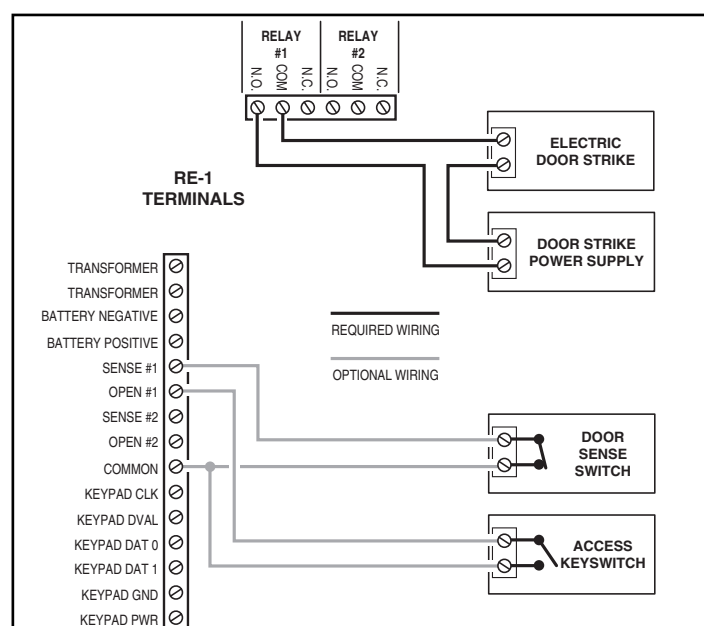 RELAY #1
RELAY #2
N.O. COM N.C. N.O. COM N.C.
ELECTRIC
DOOR STRIKE
RE-1
TERMINALS
DOOR STRIKE
POWER SUPPLY
TRANSFORMER
TRANSFORMER
BATTERY NEGATIVE
BATTERY POSITIVE
SENSE #1
OPEN #1
SENSE #2
OPEN #2
COMMON
KEYPAD CLK
KEYPAD DVAL
KEYPAD DAT 0
KEYPAD DAT 1
KEYPAD GND
KEYPAD PWR
REQUIRED WIRING
OPTIONAL WIRING
DOOR
SENSE
SWITCH
ACCESS
KEYSWITCH